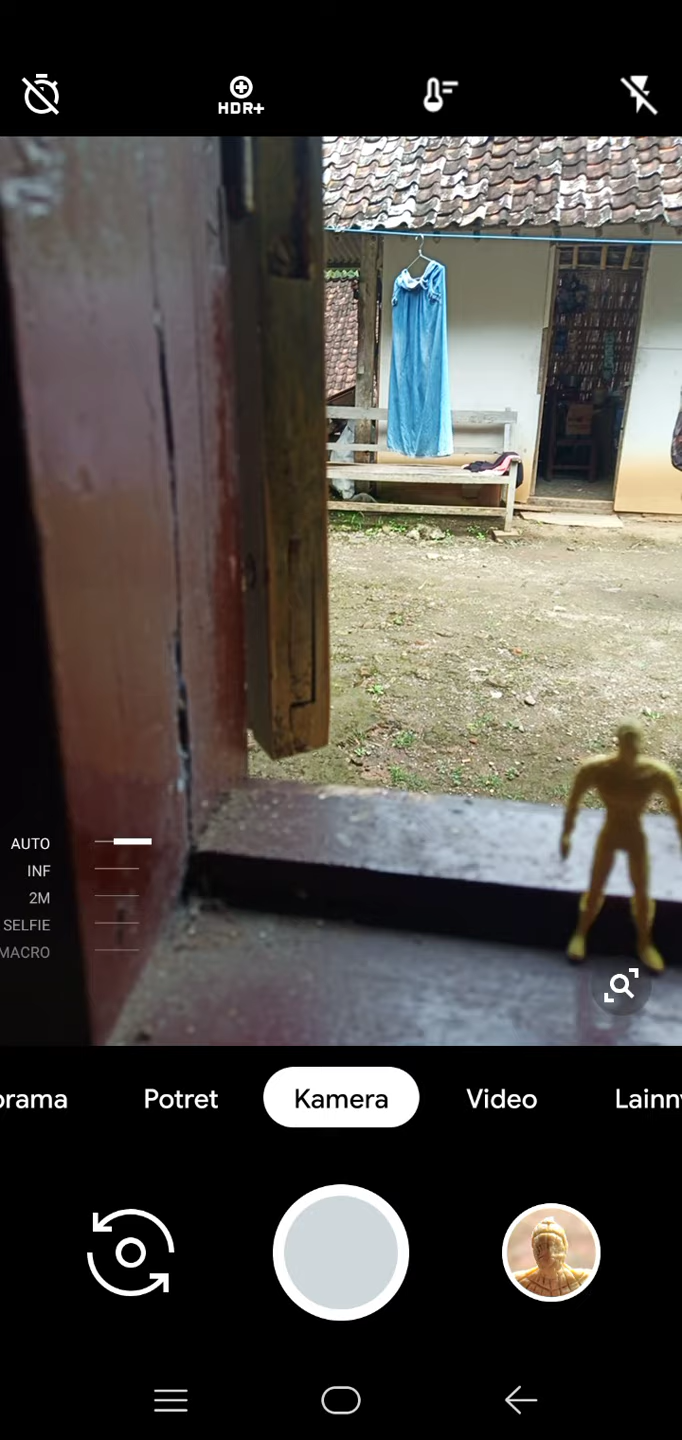 HDR+
AUTO
INF
2M
SELFIE
MACRO
orama
Potret
Kamera
Video
Lainn